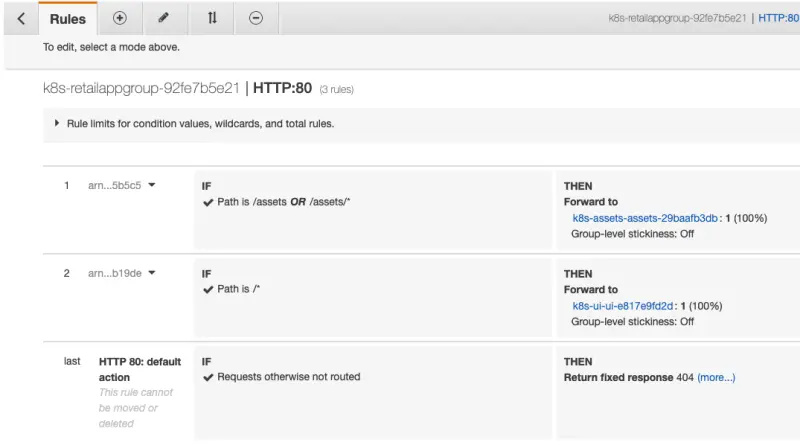 Rules
k8s-retailappgroup-92fe7b5e21 | HTTP:80
To edit, select a mode above.
k8s-retailappgroup-92fe7b5e21 | HTTP:80 (3 rules)
Rule limits for condition values, wildcards, and total rules.
1 arn...5b5c5 IF THEN
Path is /assets OR /assets/* Forward to
k8s-assets-assets-29baafb3db: 1 (100%)
Group-level stickiness: Off
2 arn...b19de IF THEN
Path is /* Forward to
k8s-ui-ui-e817e9fd2d: 1 (100%)
Group-level stickiness: Off
last HTTP 80: default IF THEN
action Requests otherwise not routed Return fixed response 404 (more...)
This rule cannot
be moved or
deleted